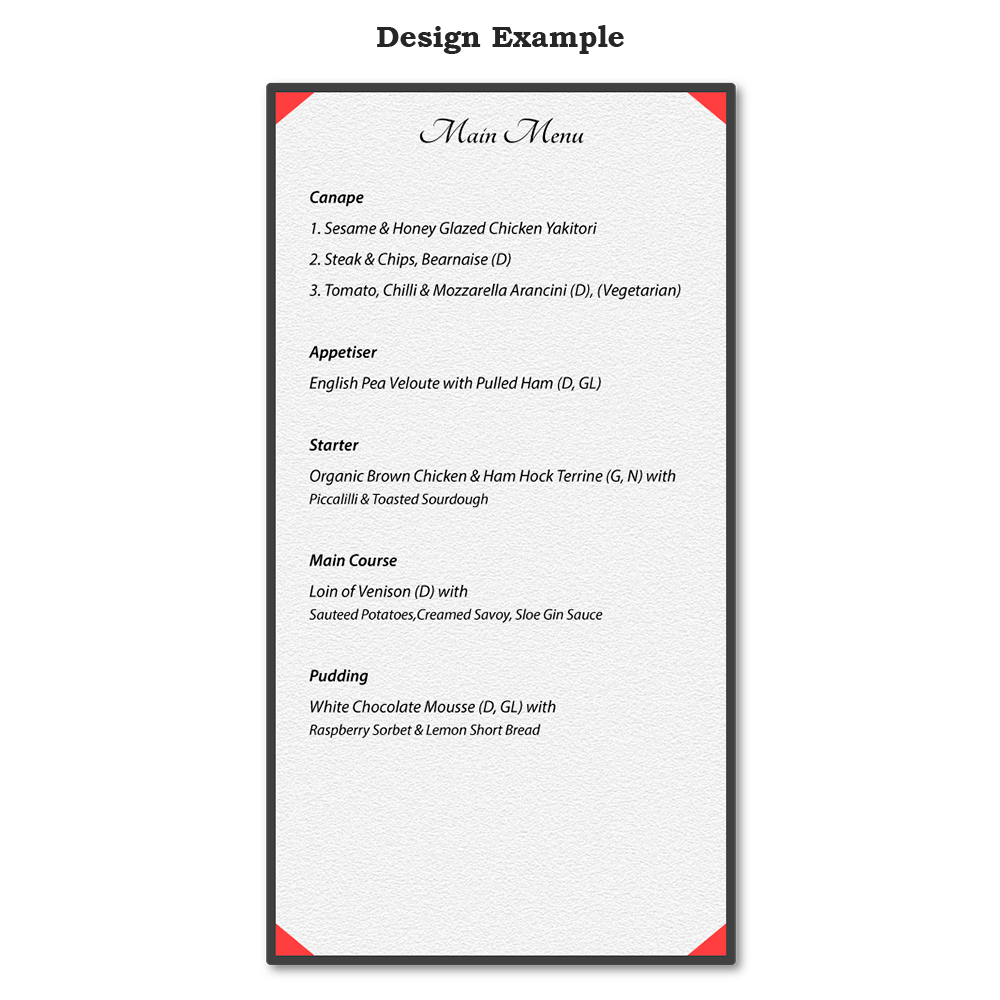 Design Example
Main Menu
Canape
1. Sesame & Honey Glazed Chicken Yakitori
2. Steak & Chips, Bearnaise (D)
3. Tomato, Chilli & Mozzarella Arancini (D), (Vegetarian)
Appetiser
English Pea Veloute with Pulled Ham (D, GL)
Starter
Organic Brown Chicken & Ham Hock Terrine (G, N) with
Piccalilli & Toasted Sourdough
Main Course
Loin of Venison (D) with
Sauteed Potatoes,Creamed Savoy, Sloe Gin Sauce
Pudding
White Chocolate Mousse (D, GL) with
Raspberry Sorbet & Lemon Short Bread